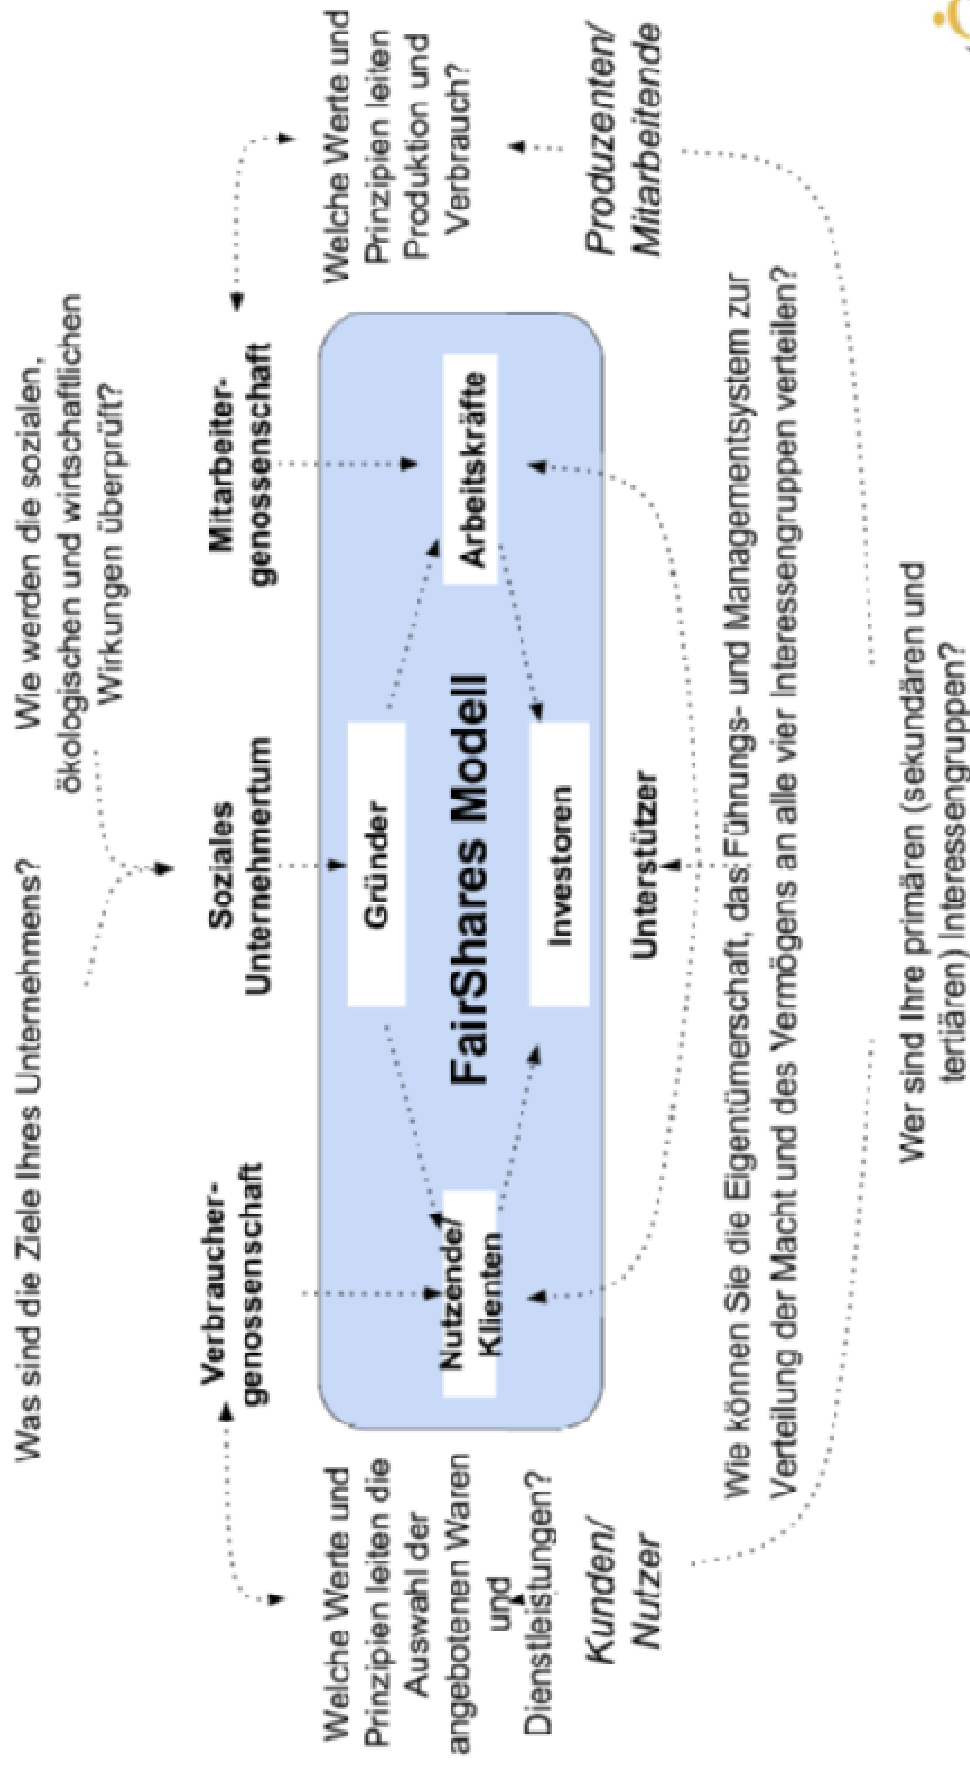 Was sind die Ziele Ihres Unternehmens?
Wie werden die sozialen,
ökologischen und wirtschaftlichen
Wirkungen überprüft?
Verbraucher-
genossenschaft
Soziales
Unternehmertum
Mitarbeiter-
genossenschaft
Welche Werte und
Prinzipien leiten die
Auswahl der
angebotenen Waren
und
Dienstleistungen?
Kunden/
Nutzer
Gründer
Nutzende/
Klienten
FairShares Modell
Arbeitskräfte
Investoren
Unterstützer
Welche Werte und
Prinzipien leiten
Produktion und
Verbrauch?
Produzenten/
Mitarbeitende
Wie können Sie die Eigentümerschaft, das Führungs- und Managementsystem zur
Verteilung der Macht und des Vermögens an alle vier Interessengruppen verteilen?
Wer sind Ihre primären (sekundären und
tertiären) Interessengruppen?